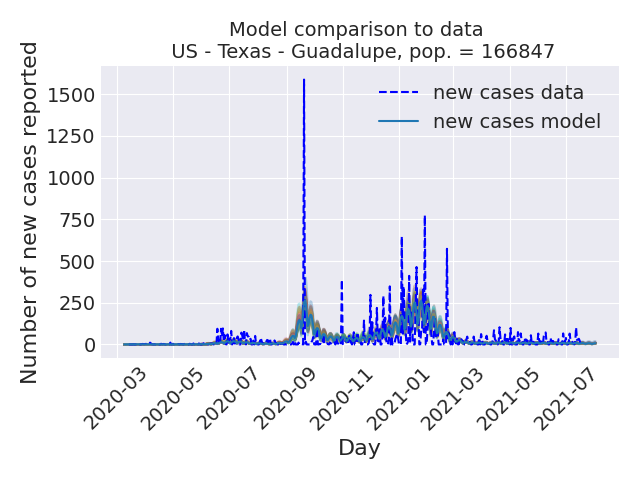 Model comparison to data
US - Texas - Guadalupe, pop. = 166847
Number of new cases reported
1500
1250
1000
750
500
250
0
new cases data
new cases model
2020-03
2020-05
2020-07
2020-09
2020-11
2021-01
2021-03
2021-05
2021-07
Day